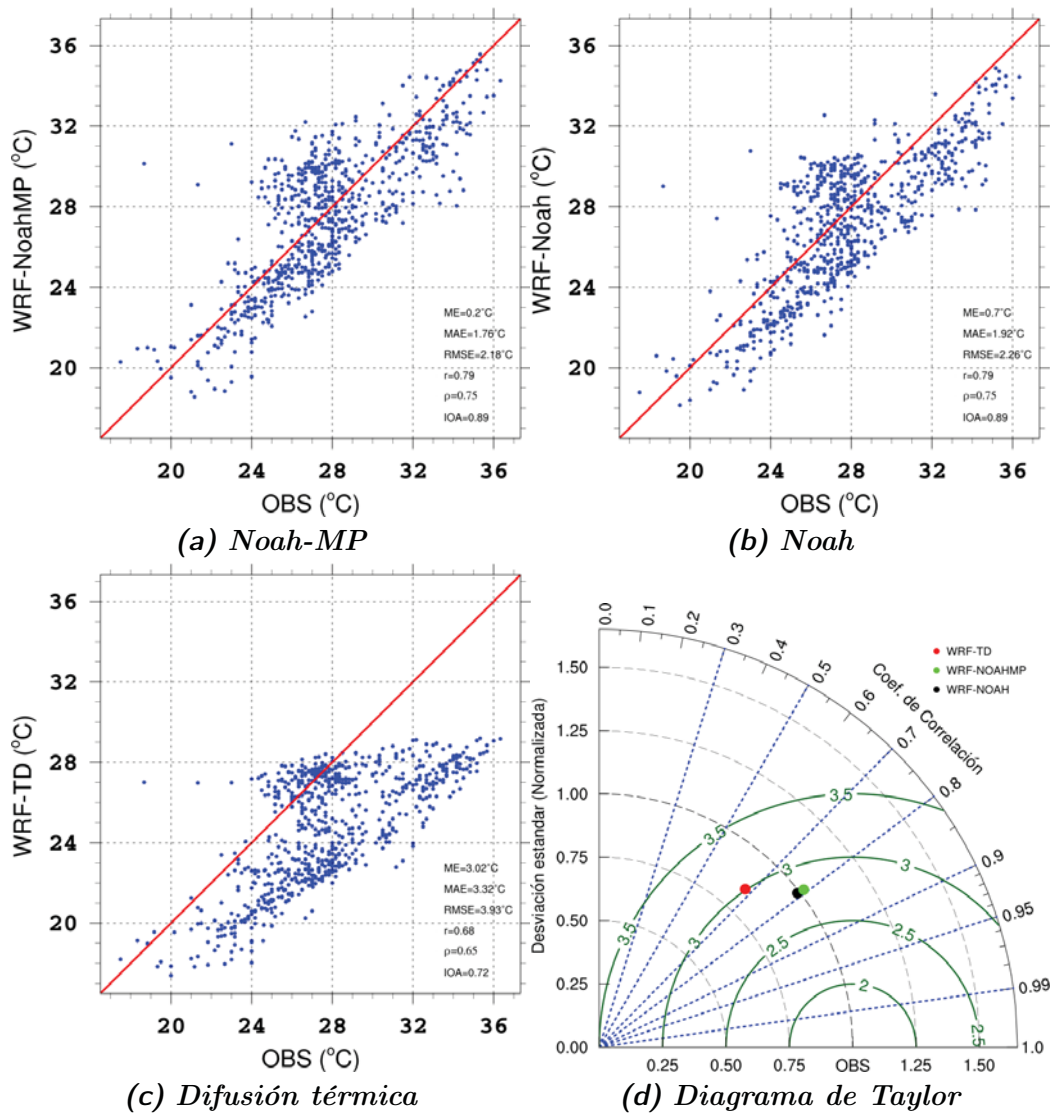 36
32
28
24
20
WRF-NoahMP (°C)
ME=0.2°C
MAE=1.76°C
RMSE=2.18°C
r=0.79
ρ=0.75
IOA=0.89
20 24 28 32 36
OBS (°C)
(a) Noah-MP
36
32
28
24
20
WRF-Noah (°C)
ME=0.7°C
MAE=1.92°C
RMSE=2.26°C
r=0.79
ρ=0.75
IOA=0.89
20 24 28 32 36
OBS (°C)
(b) Noah
36
32
28
24
20
WRF-TD (°C)
ME=3.02°C
MAE=3.32°C
RMSE=3.93°C
r=0.68
ρ=0.65
IOA=0.72
20 24 28 32 36
OBS (°C)
(c) Difusión térmica
WRF-TD
WRF-NOAHMP
WRF-NOAH
Coef. de Correlación
0.0 0.1 0.2 0.3 0.4 0.5 0.6 0.7 0.8 0.9 0.95 0.99 1.0
Desviación estandar (Normalizada)
1.50
1.25
1.00
0.75
0.50
0.25
0.00
3.5 3.5 3.5
3 3 3
2.5 2.5 2.5
2
0.25 0.50 0.75 OBS 1.25 1.50
(d) Diagrama de Taylor